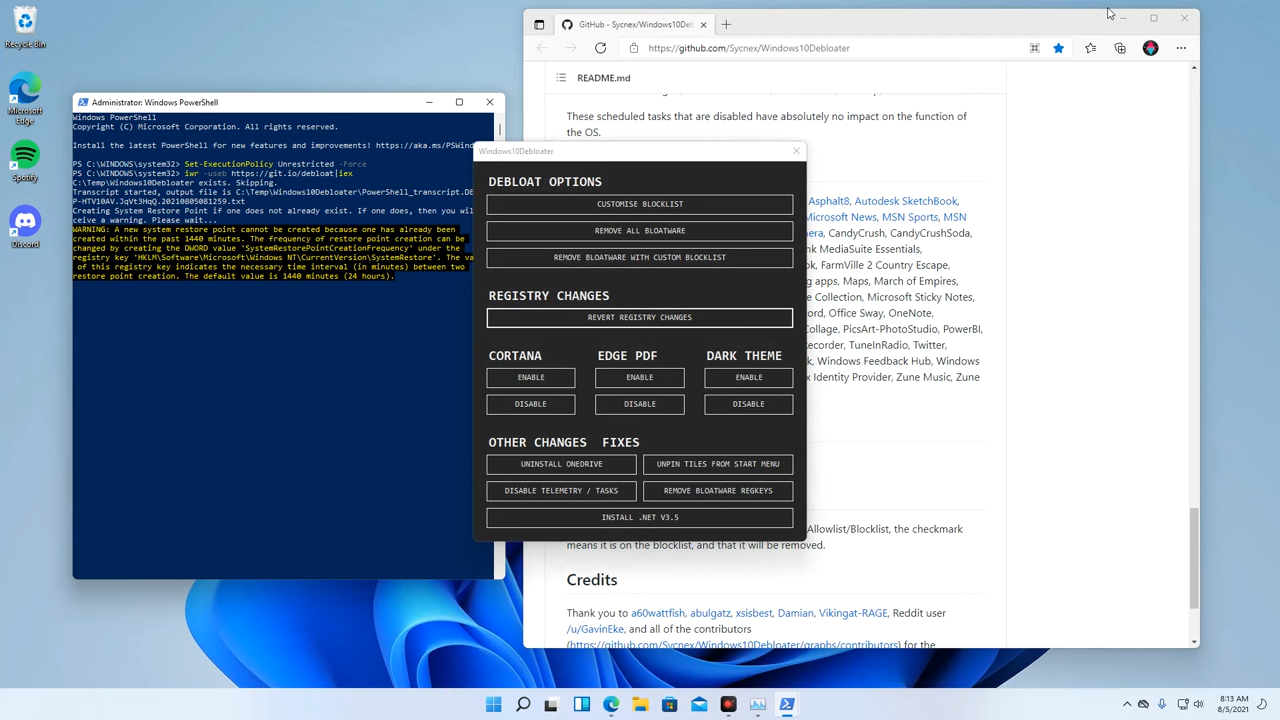 Recycle Bin
Microsoft
Edge
Spotify
Discord
Administrator: Windows PowerShell
Windows PowerShell
Copyright (C) Microsoft Corporation. All rights reserved.
Install the latest PowerShell for new features and improvements! https://aka.ms/PSWind
PS C:\WINDOWS\system32> Set-ExecutionPolicy Unrestricted -Force
PS C:\WINDOWS\system32> iwr -useb https://git.io/debloat|iex
C:\Temp\Windows10Debloater exists. Skipping.
Transcript started, output file is C:\Temp\Windows10Debloater\PowerShell_transcript.DE
P-HTV10AV.JqVt3HqQ.20210805081259.txt
Creating System Restore Point if one does not already exist. If one does, then you wil
ceive a warning. Please wait...
WARNING: A new system restore point cannot be created because one has already been
created within the past 1440 minutes. The frequency of restore point creation can be
changed by creating the DWORD value 'SystemRestorePointCreationFrequency' under the
registry key 'HKLM\Software\Microsoft\Windows NT\CurrentVersion\SystemRestore'. The va
of this registry key indicates the necessary time interval (in minutes) between two
restore point creation. The default value is 1440 minutes (24 hours).
GitHub - Sycnex/Windows10Deb
https://github.com/Sycnex/Windows10Debloater
README.md
These scheduled tasks that are disabled have absolutely no impact on the function of
the OS.
Windows10Debloater
DEBLOAT OPTIONS
CUSTOMISE BLOCKLIST
REMOVE ALL BLOATWARE
REMOVE BLOATWARE WITH CUSTOM BLOCKLIST
REGISTRY CHANGES
REVERT REGISTRY CHANGES
CORTANA EDGE PDF DARK THEME
ENABLE ENABLE ENABLE
DISABLE DISABLE DISABLE
OTHER CHANGES FIXES
UNINSTALL ONEDRIVE UNPIN TILES FROM START MENU
DISABLE TELEMETRY / TASKS REMOVE BLOATWARE REGKEYS
INSTALL .NET V3.5
Asphalt8, Autodesk SketchBook,
icrosoft News, MSN Sports, MSN
era, CandyCrush, CandyCrushSoda,
nk MediaSuite Essentials,
ok, FarmVille 2 Country Escape,
g apps, Maps, March of Empires,
e Collection, Microsoft Sticky Notes,
ord, Office Sway, OneNote,
Collage, PicsArt-PhotoStudio, PowerBI,
ecorder, TuneinRadio, Twitter,
k, Windows Feedback Hub, Windows
x Identity Provider, Zune Music, Zune
Allowlist/Blocklist, the checkmark
means it is on the blocklist, and that it will be removed.
Credits
Thank you to a60wattfish, abulgatz, xsisbest, Damian, Vikingat-RAGE, Reddit user
/u/GavinEke, and all of the contributors
(https://github.com/Sycnex/Windows10Debloater/graphs/contributors) for the
8:13 AM
8/5/2021